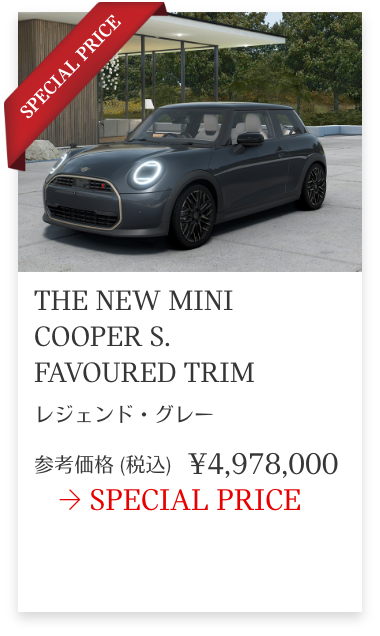 SPECIAL PRICE
THE NEW MINI
COOPER S.
FAVOURED TRIM
レジェンド・グレー
参考価格 (税込) ¥4,978,000
→ SPECIAL PRICE